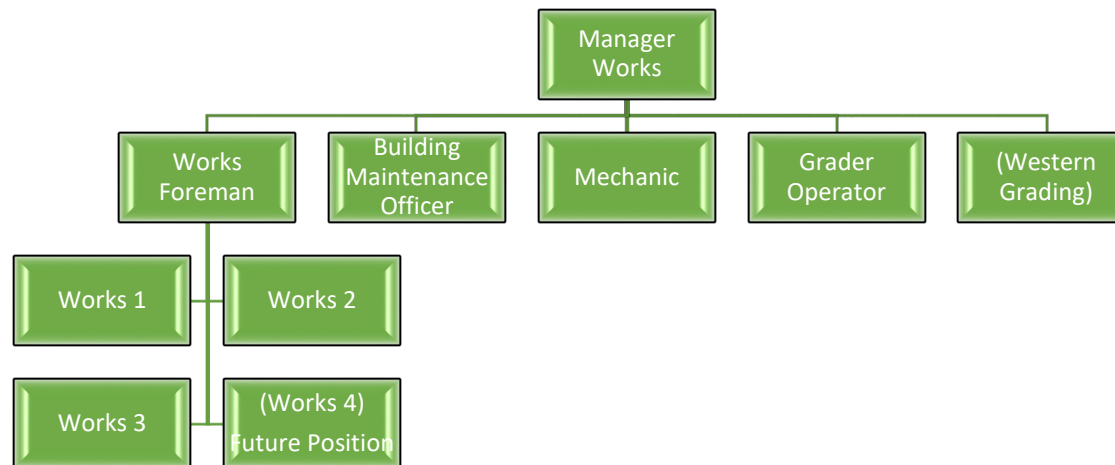 Manager
Works
Works
Foreman
Building
Maintenance
Officer
Mechanic
Grader
Operator
(Western
Grading)
Works 1
Works 2
Works 3
(Works 4)
Future Position